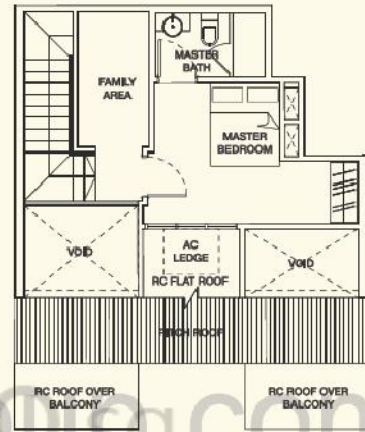 MASTER
BATH
FAMILY
AREA
MASTER
BEDROOM
VOID
AC
LEDGE
RC FLAT ROOF
VOID
PITCH ROOF
RC ROOF OVER
BALCONY
RC ROOF OVER
BALCONY